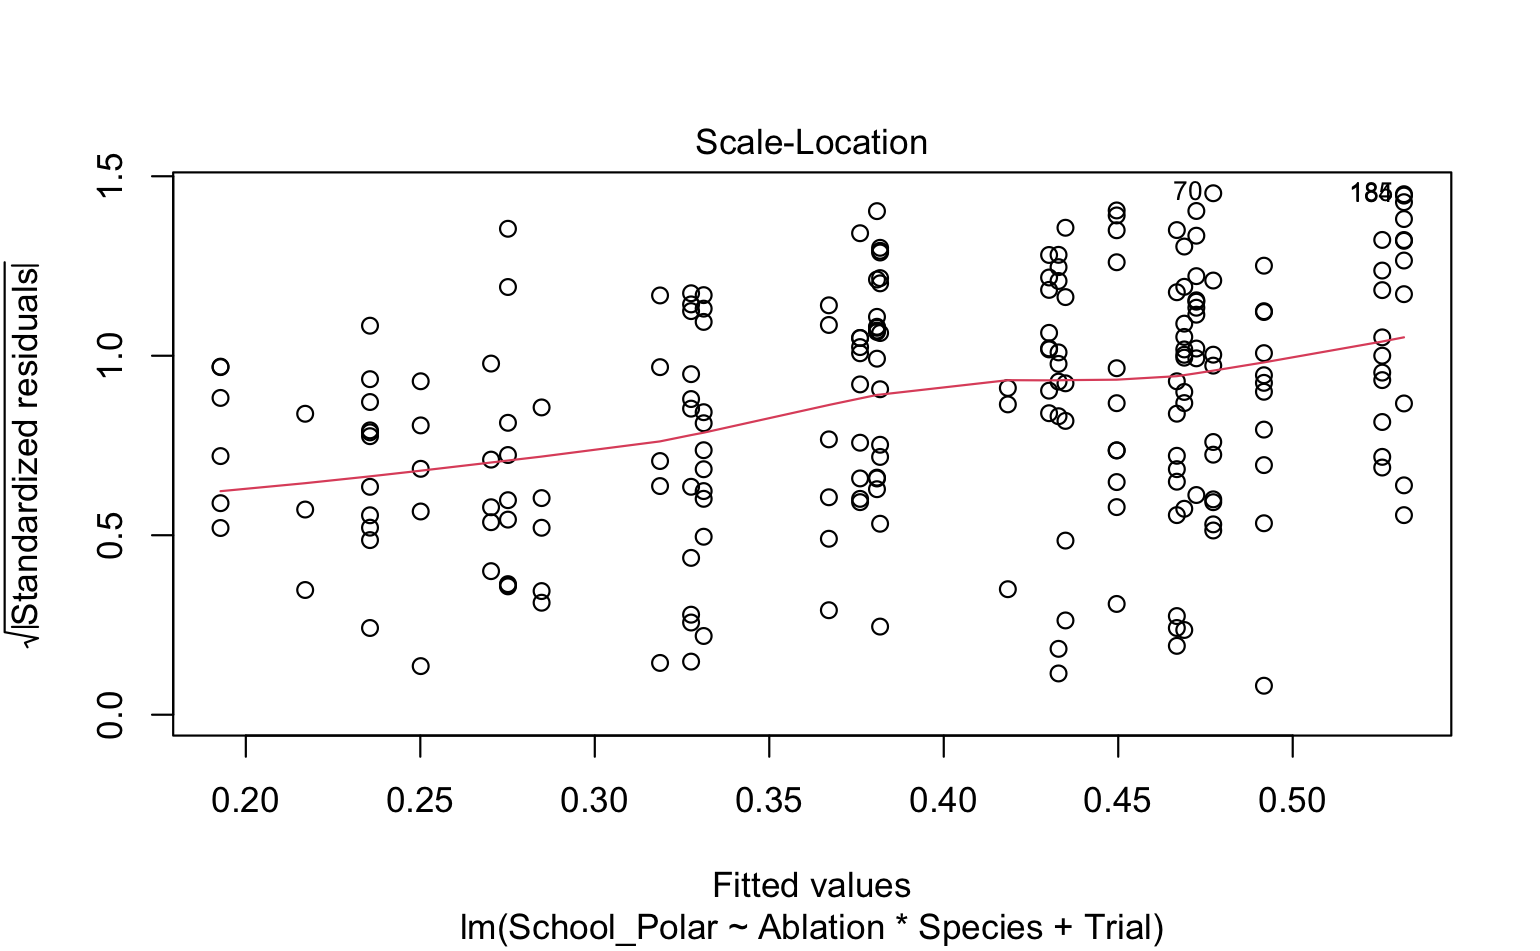 Scale-Location
√|Standardized residuals|
1.5
1.0
0.5
0.0
70
0.20 0.25 0.30 0.35 0.40 0.45 0.50
Fitted values
lm(School_Polar ~ Ablation * Species + Trial)